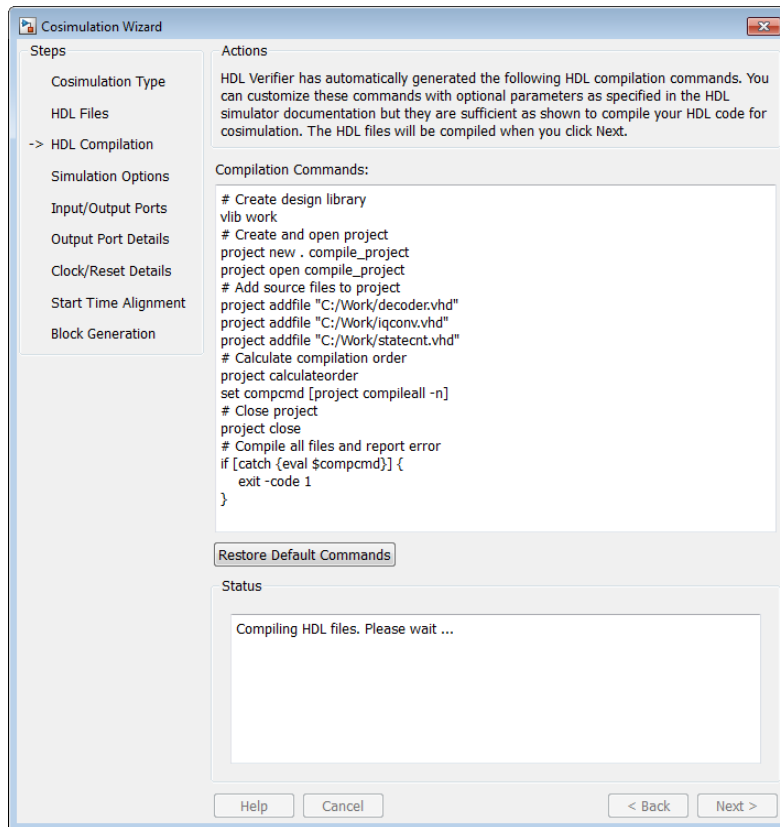 Cosimulation Wizard
Steps
Cosimulation Type
HDL Files
-> HDL Compilation
Simulation Options
Input/Output Ports
Output Port Details
Clock/Reset Details
Start Time Alignment
Block Generation
Actions
HDL Verifier has automatically generated the following HDL compilation commands. You
can customize these commands with optional parameters as specified in the HDL
simulator documentation but they are sufficient as shown to compile your HDL code for
cosimulation. The HDL files will be compiled when you click Next.
Compilation Commands:
# Create design library
vlib work
# Create and open project
project new . compile_project
project open compile_project
# Add source files to project
project addfile "C:/Work/decoder.vhd"
project addfile "C:/Work/iqconv.vhd"
project addfile "C:/Work/statecnt.vhd"
# Calculate compilation order
project calculateorder
set compcmd [project compileall -n]
# Close project
project close
# Compile all files and report error
if [catch {eval $compcmd}] {
exit -code 1
}
Restore Default Commands
Status
Compiling HDL files. Please wait ...
Help
Cancel
< Back
Next >